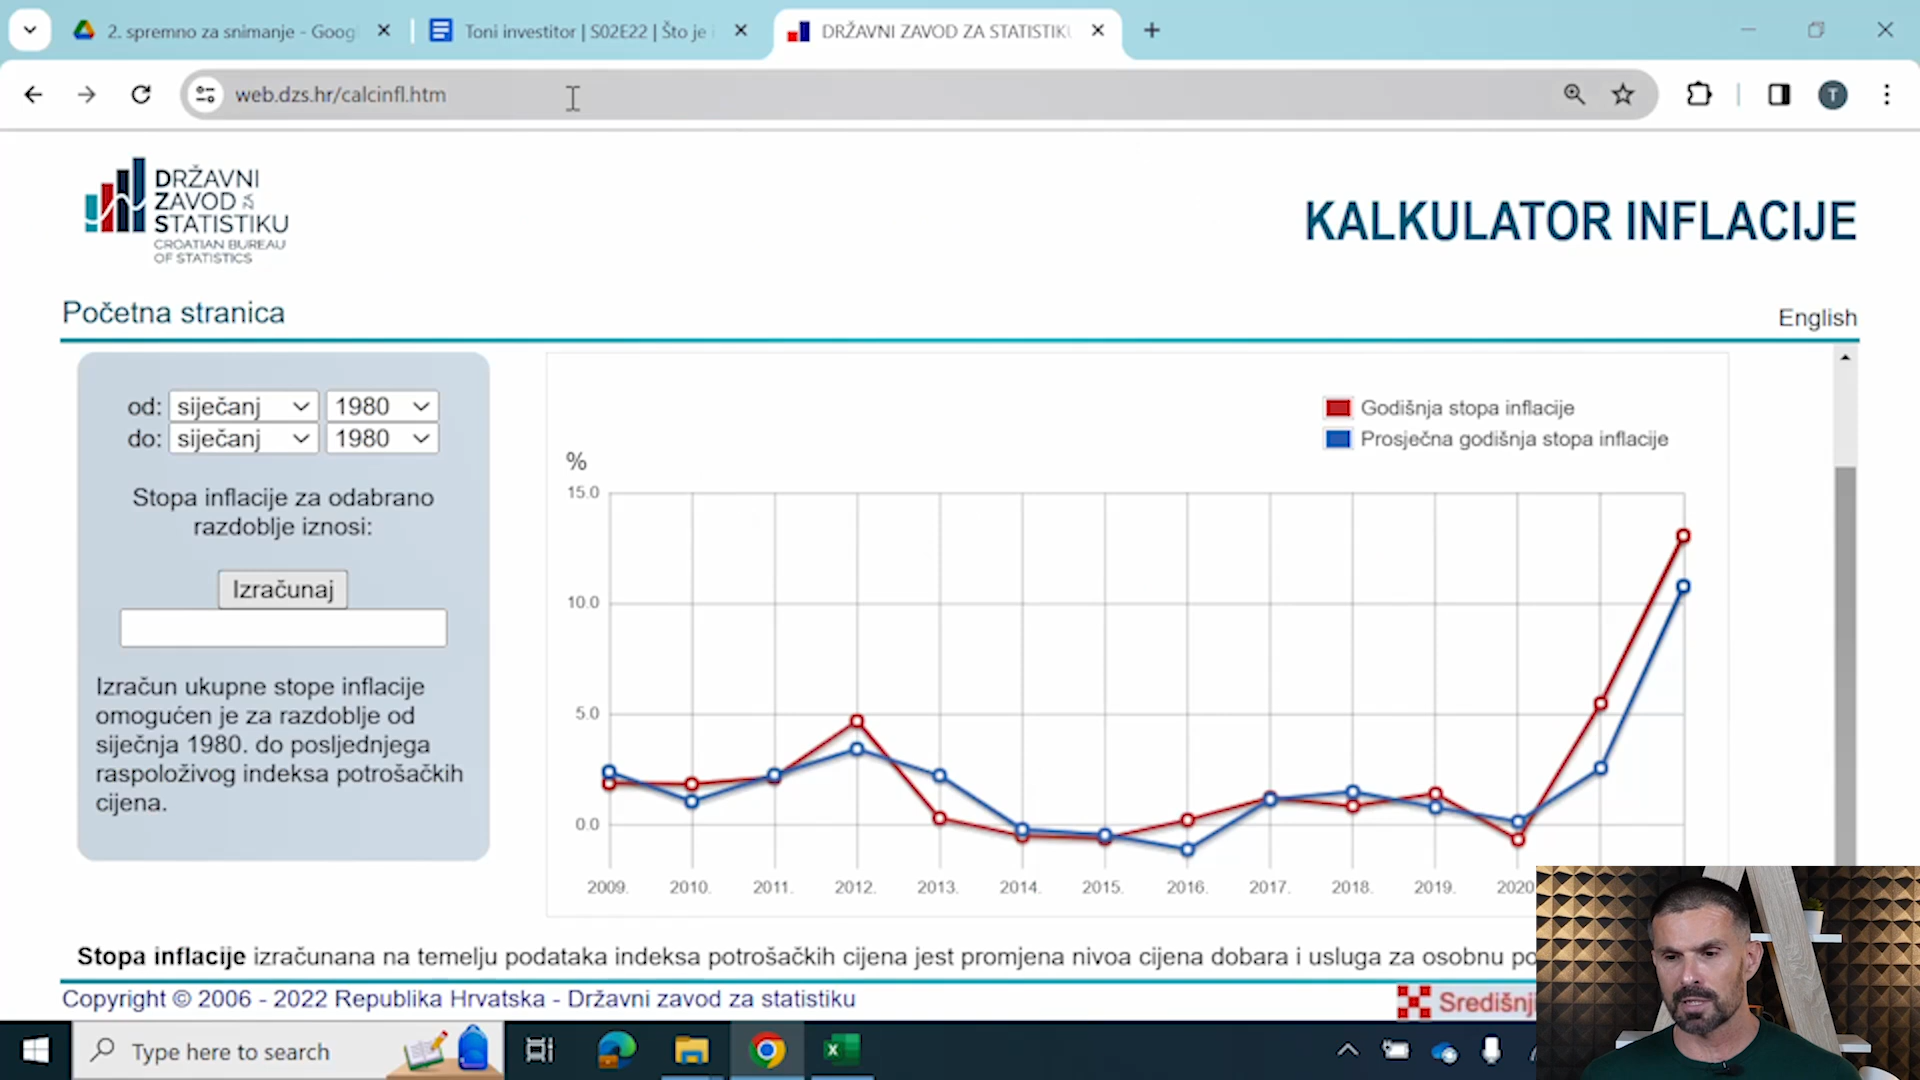 2. spremno za snimanje - Goog
Toni investitor | S02E22 | Što je
DRŽAVNI ZAVOD ZA STATISTIK
web.dzs.hr/calcinfl.htm
T
DRŽAVNI
ZAVOD ZA
STATISTIKU
CROATIAN BUREAU
OF STATISTICS
KALKULATOR INFLACIJE
Početna stranica
English
od: siječanj 1980
do: siječanj 1980
Stopa inflacije za odabrano
razdoblje iznosi:
Izračunaj
Izračun ukupne stope inflacije
omogućen je za razdoblje od
siječnja 1980. do posljednjega
raspoloživog indeksa potrošačkih
cijena.
Godišnja stopa inflacije
Prosječna godišnja stopa inflacije
%
15.0
10.0
5.0
0.0
2009. 2010. 2011. 2012. 2013. 2014. 2015. 2016. 2017. 2018. 2019. 2020
Stopa inflacije izračunana na temelju podataka indeksa potrošačkih cijena jest promjena nivoa cijena dobara i usluga za osobnu po
Copyright © 2006 - 2022 Republika Hrvatska - Državni zavod za statistiku
Središnji
Type here to search